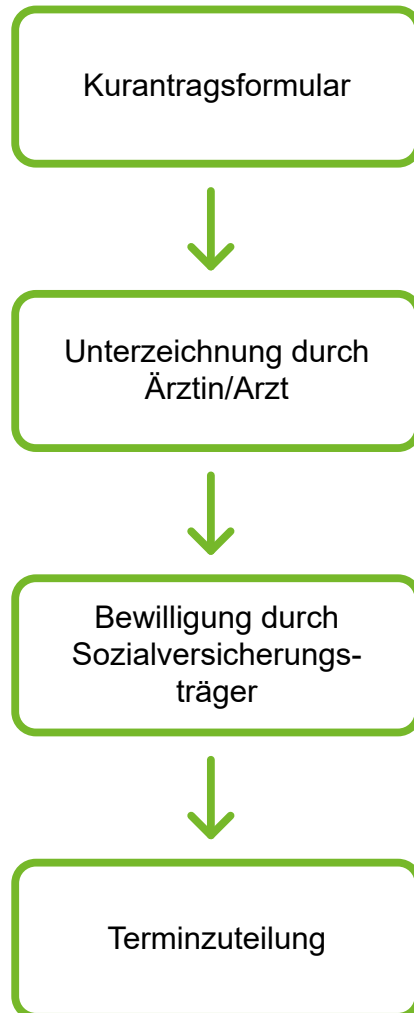 Kurantragsformular
Unterzeichnung durch
Ärztin/Arzt
Bewilligung durch
Sozialversicherungs-
träger
Terminzuteilung